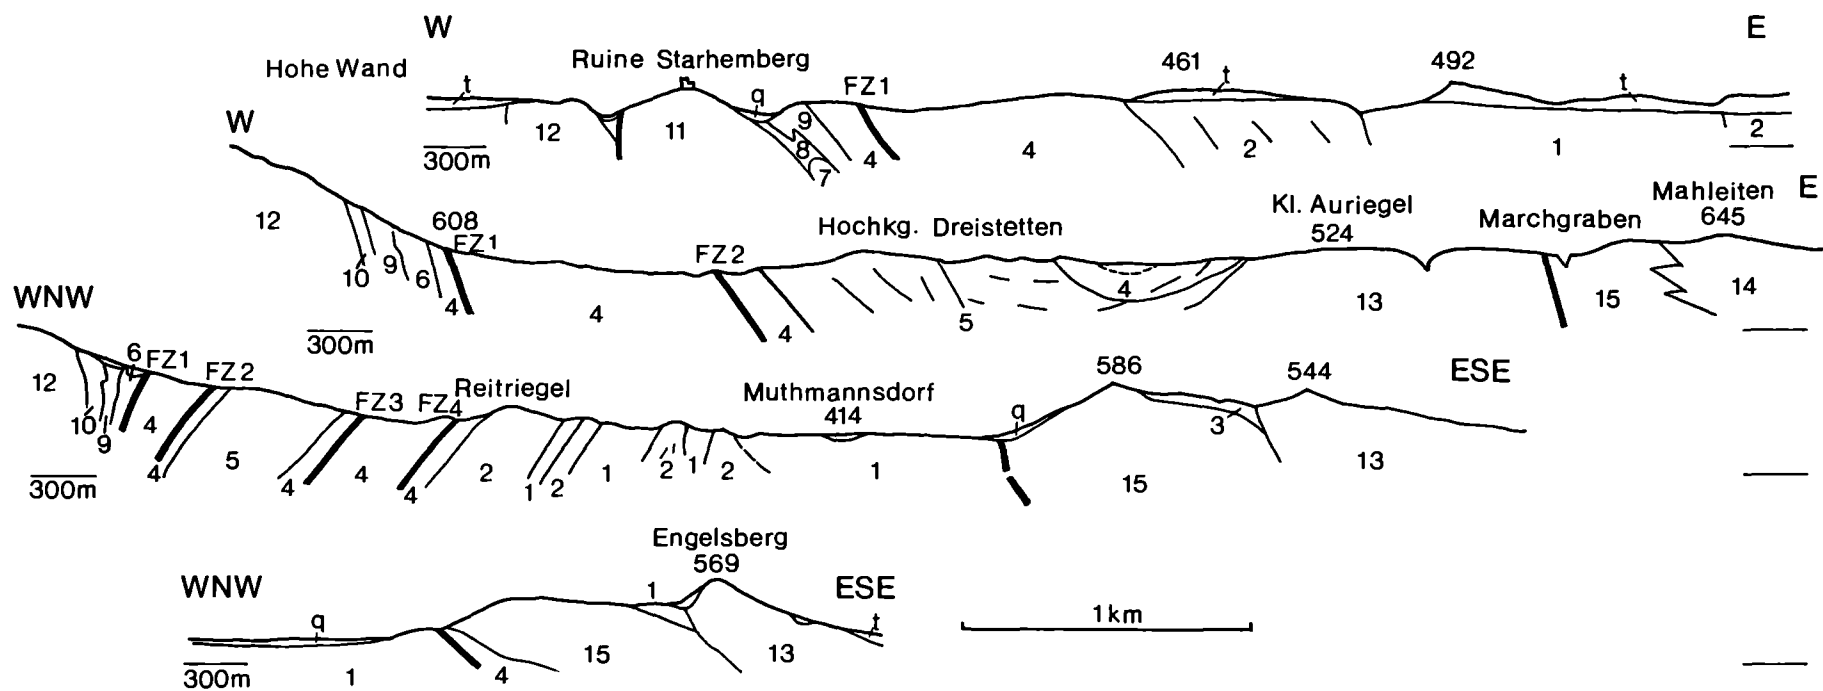 W E
Hohe Wand t Ruine Starhemberg q FZ1 461 t 492 t
12 11 9 8 7 4 4 2 1 2
300m
W E
12 10 9 608 FZ1 6 4 4 FZ2 4 Hochkg. Dreistetten 5 4 Kl. Auriegel 524 13 Marchgraben 15 Mahleiten 645 14
300m
WNW ESE
12 10 9 6 FZ1 4 FZ2 4 5 FZ3 4 4 FZ4 4 Reitriegel 2 1 2 1 2 1 2 Muthmannsdorf 414 1 q 586 15 3 544 13
300m
WNW ESE
q 1 4 15 1 Engelsberg 569 13 t
300m
1km